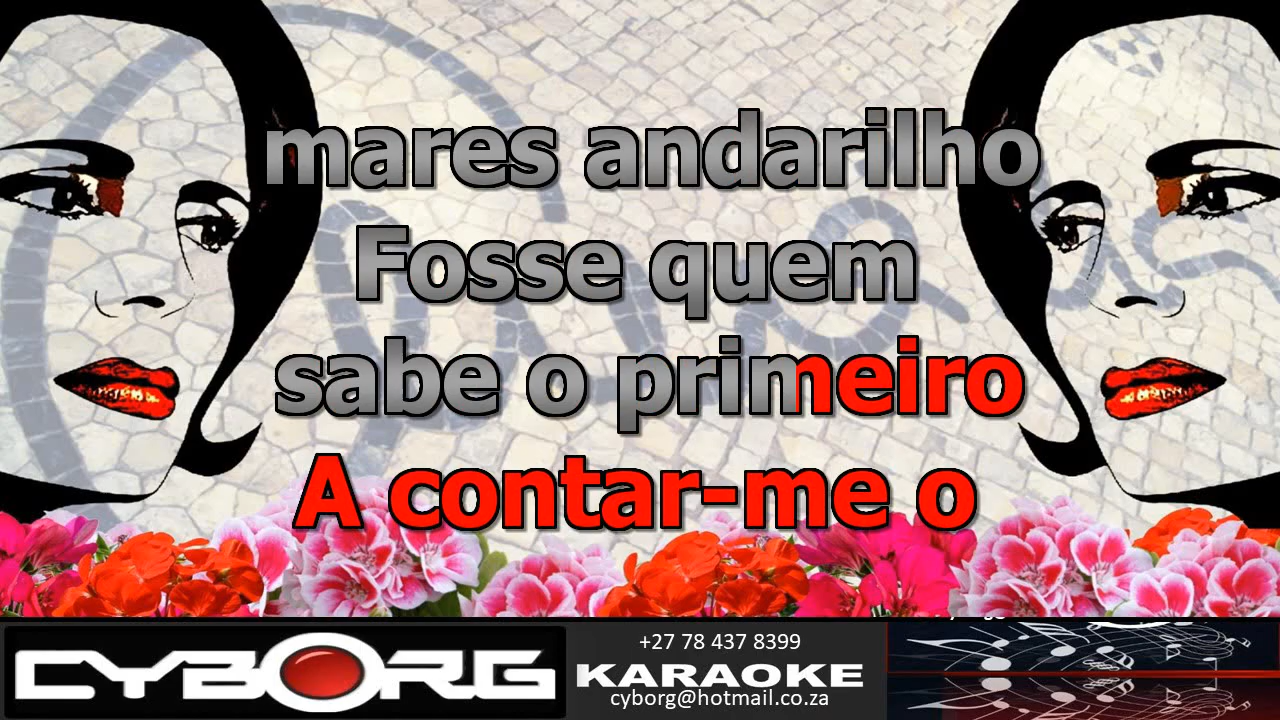 mares andarilho
Fosse quem
sabe o primeiro
A contar-me o
CYBORG
+27 78 437 8399
KARAOKE
cyborg@hotmail.co.za